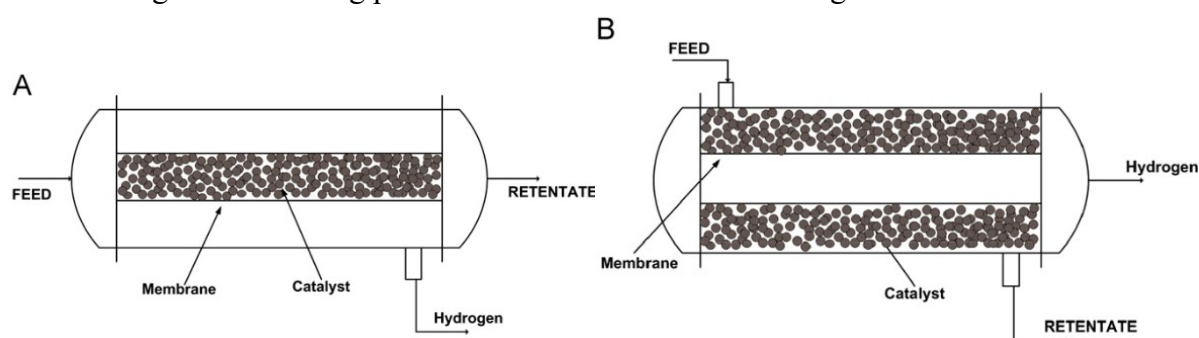 A
FEED
RETENTATE
Membrane
Catalyst
Hydrogen
B
FEED
Hydrogen
Membrane
Catalyst
RETENTATE